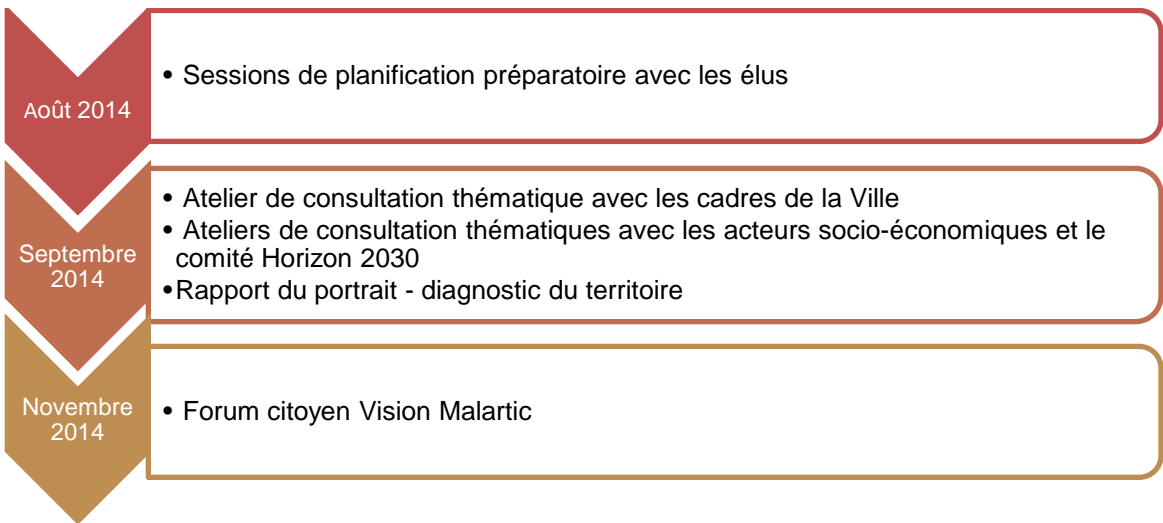 Août 2014
• Sessions de planification préparatoire avec les élus
Septembre
2014
• Atelier de consultation thématique avec les cadres de la Ville
• Ateliers de consultation thématiques avec les acteurs socio-économiques et le
comité Horizon 2030
•Rapport du portrait - diagnostic du territoire
Novembre
2014
• Forum citoyen Vision Malartic